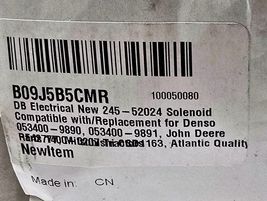 B09J5B5CMR
100050080
DB Electrical New 245-52024 Solenoid
Compatible with/Replacement for Denso
053400-9890, 053400-9891, John Deere
1163, Atlantic Quality
NewItem
Made in: CN